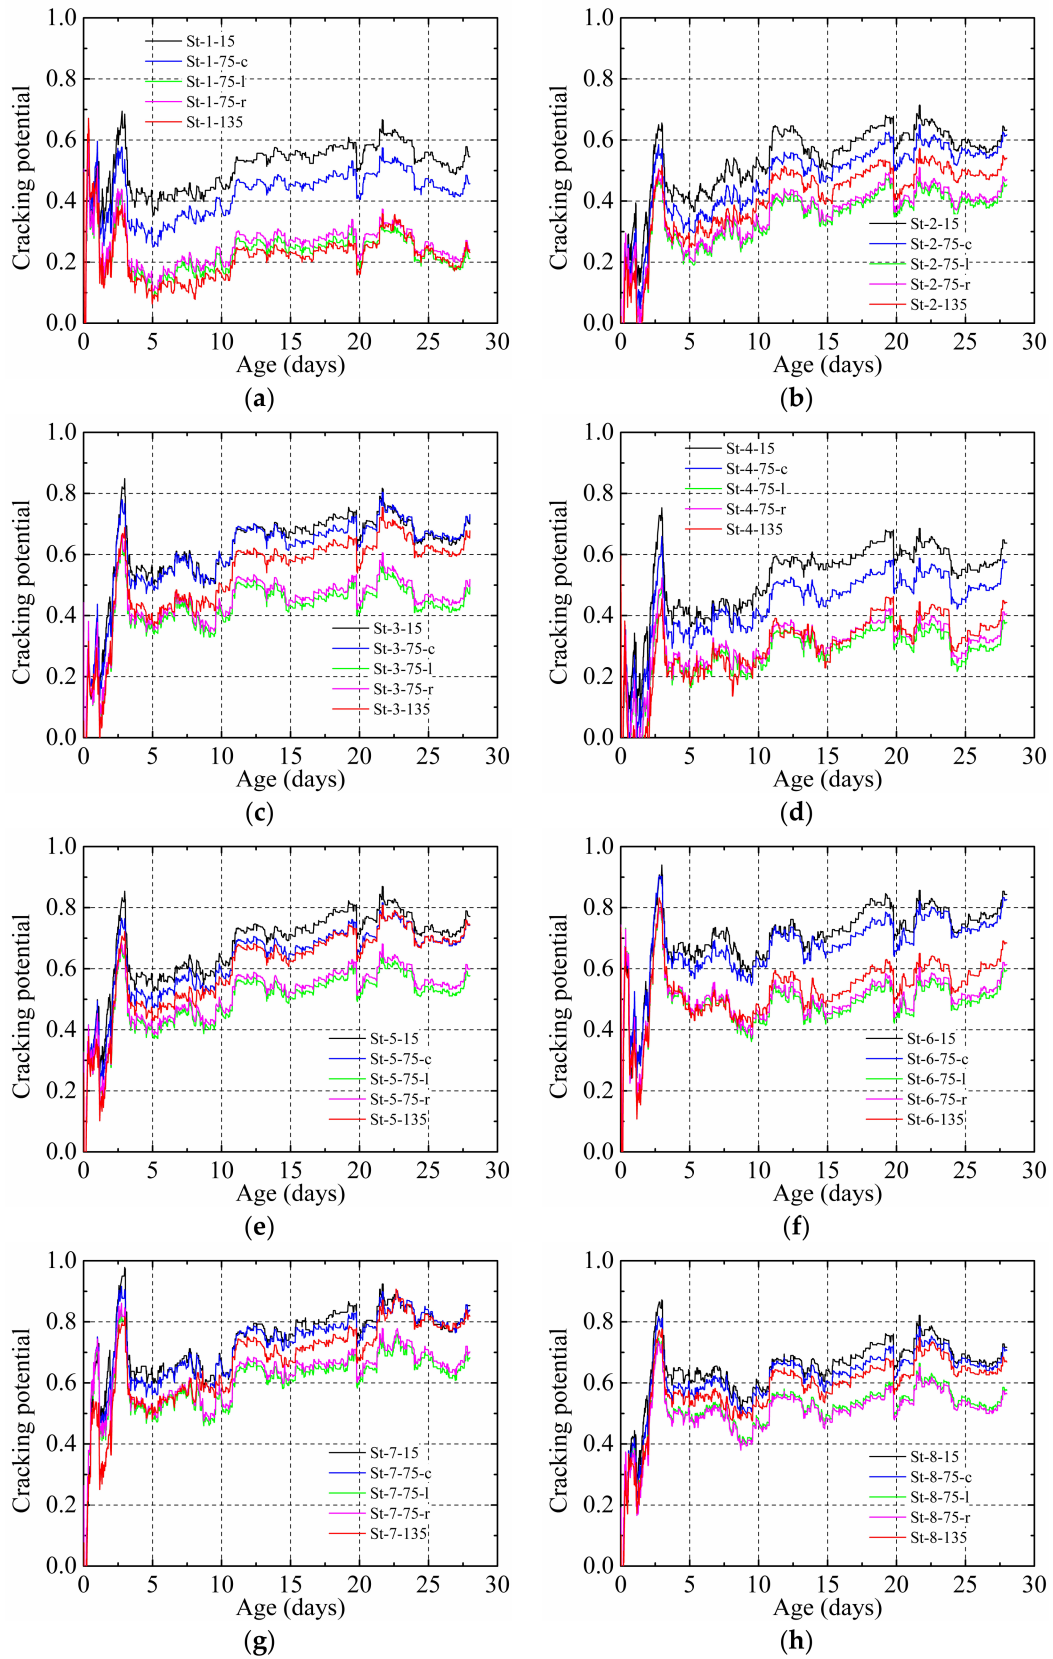 Cracking potential
1.0
0.8
0.6
0.4
0.2
0.0
St-1-15
St-1-75-c
St-1-75-l
St-1-75-r
St-1-135
0 5 10 15 20 25 30
Age (days)
(a)
Cracking potential
1.0
0.8
0.6
0.4
0.2
0.0
St-2-15
St-2-75-c
St-2-75-l
St-2-75-r
St-2-135
0 5 10 15 20 25 30
Age (days)
(b)
Cracking potential
1.0
0.8
0.6
0.4
0.2
0.0
St-3-15
St-3-75-c
St-3-75-l
St-3-75-r
St-3-135
0 5 10 15 20 25 30
Age (days)
(c)
Cracking potential
1.0
0.8
0.6
0.4
0.2
0.0
St-4-15
St-4-75-c
St-4-75-l
St-4-75-r
St-4-135
0 5 10 15 20 25 30
Age (days)
(d)
Cracking potential
1.0
0.8
0.6
0.4
0.2
0.0
St-5-15
St-5-75-c
St-5-75-l
St-5-75-r
St-5-135
0 5 10 15 20 25 30
Age (days)
(e)
Cracking potential
1.0
0.8
0.6
0.4
0.2
0.0
St-6-15
St-6-75-c
St-6-75-l
St-6-75-r
St-6-135
0 5 10 15 20 25 30
Age (days)
(f)
Cracking potential
1.0
0.8
0.6
0.4
0.2
0.0
St-7-15
St-7-75-c
St-7-75-l
St-7-75-r
St-7-135
0 5 10 15 20 25 30
Age (days)
(g)
Cracking potential
1.0
0.8
0.6
0.4
0.2
0.0
St-8-15
St-8-75-c
St-8-75-l
St-8-75-r
St-8-135
0 5 10 15 20 25 30
Age (days)
(h)